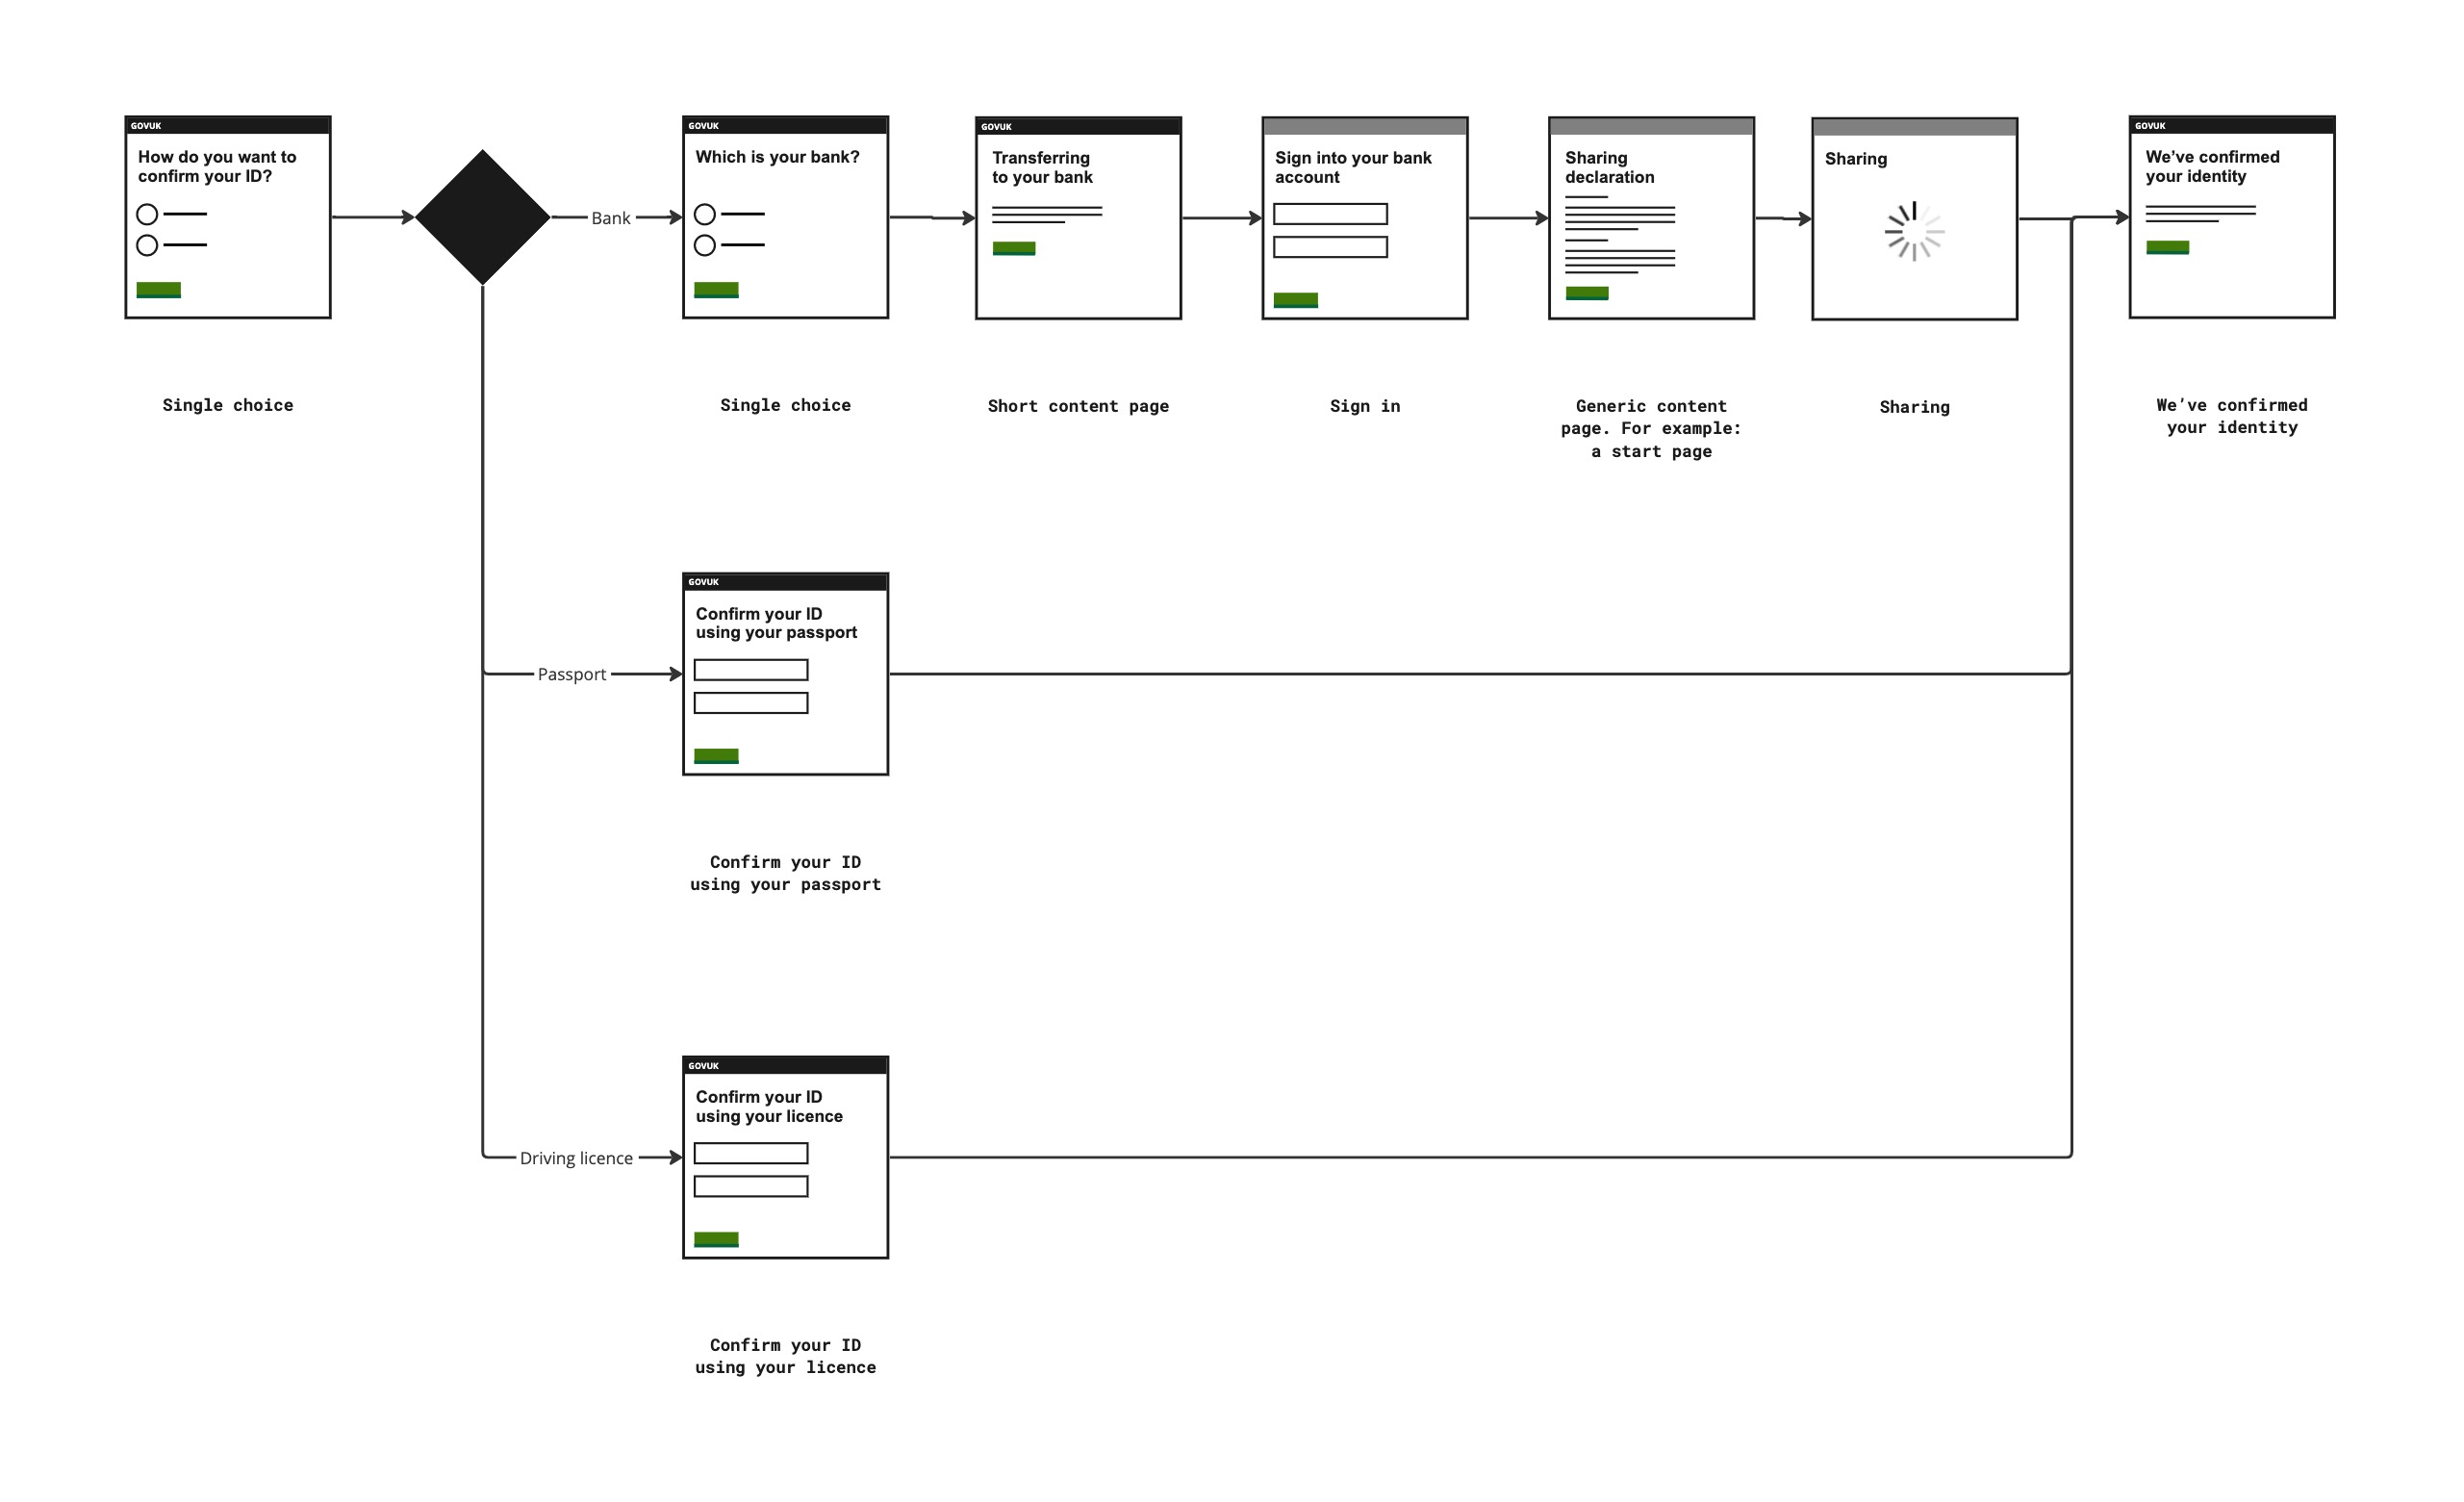 GOVUK
How do you want to
confirm your ID?
Single choice
Bank
GOVUK
Which is your bank?
Single choice
GOVUK
Transferring
to your bank
Short content page
Sign into your bank
account
Sign in
Sharing
declaration
Generic content
page. For example:
a start page
Sharing
Sharing
GOVUK
We’ve confirmed
your identity
We’ve confirmed
your identity
Passport
GOVUK
Confirm your ID
using your passport
Confirm your ID
using your passport
Driving licence
GOVUK
Confirm your ID
using your licence
Confirm your ID
using your licence